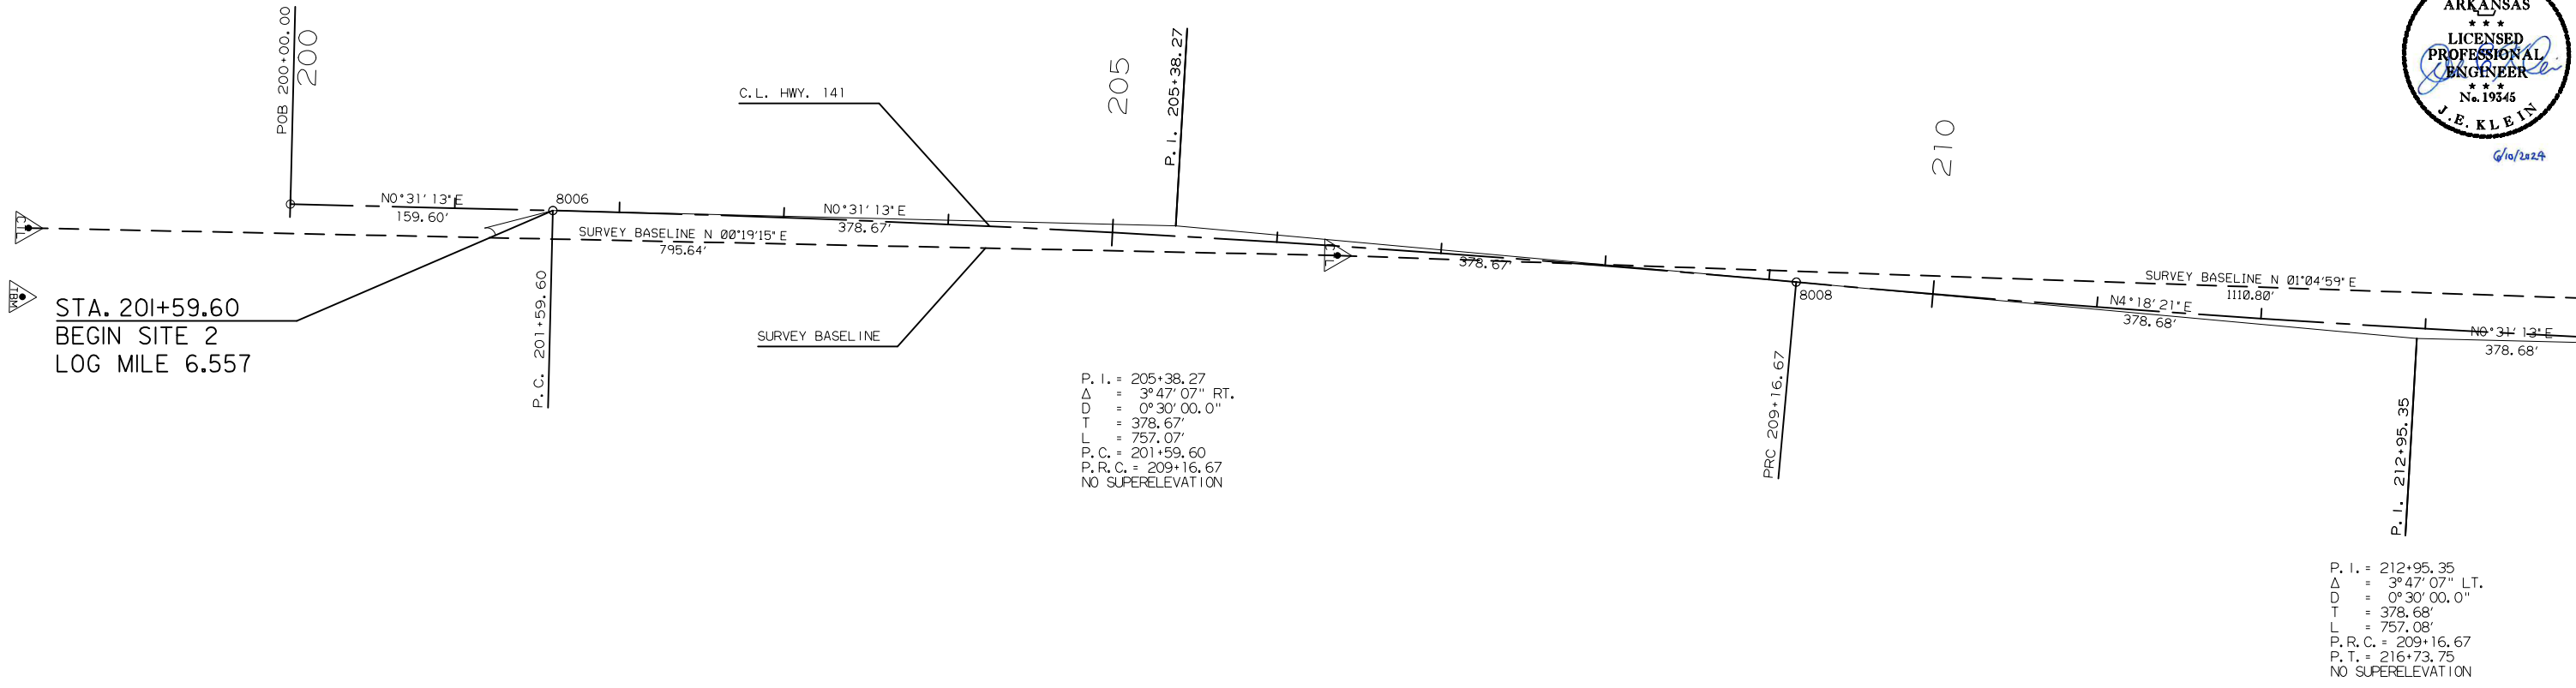 POB 200+00.00
200
C.L. HWY. 141
205
P.I. 205+38.27
210
ARKANSAS
★ ★ ★
LICENSED
PROFESSIONAL
ENGINEER
★ ★ ★
No. 19345
J.E. KLEIN
6/10/2024
N0°31'13"E
159.60'
8006
N0°31'13"E
378.67'
SURVEY BASELINE N 00°19'15" E
795.64'
378.67'
8008
SURVEY BASELINE N 01°04'59" E
1110.80'
N4°18'21"E
378.68'
N0°31'13"E
378.68'
TBM
STA. 201+59.60
BEGIN SITE 2
LOG MILE 6.557
P.C. 201+59.60
SURVEY BASELINE
PRC 209+16.67
P.I. 212+95.35
P.I. = 205+38.27
Δ = 3°47'07" RT.
D = 0°30'00.0"
T = 378.67'
L = 757.07'
P.C. = 201+59.60
P.R.C. = 209+16.67
NO SUPERELEVATION
P.I. = 212+95.35
Δ = 3°47'07" LT.
D = 0°30'00.0"
T = 378.68'
L = 757.08'
P.R.C. = 209+16.67
P.T. = 216+73.75
NO SUPERELEVATION